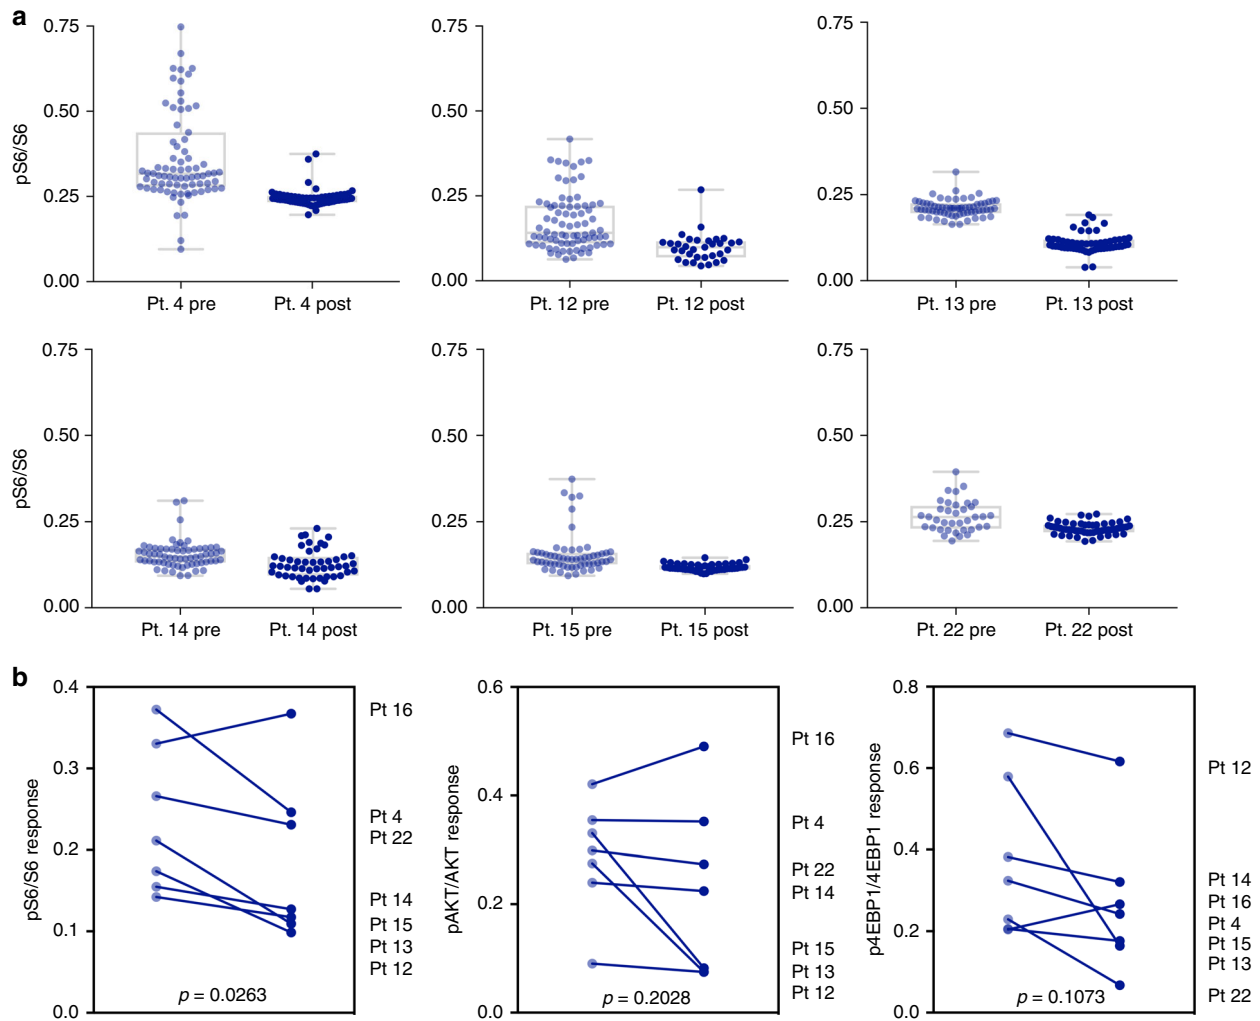 a
pS6/S6
0.75
0.50
0.25
0.00
Pt. 4 pre
Pt. 4 post
0.75
0.50
0.25
0.00
Pt. 12 pre
Pt. 12 post
0.75
0.50
0.25
0.00
Pt. 13 pre
Pt. 13 post
pS6/S6
0.75
0.50
0.25
0.00
Pt. 14 pre
Pt. 14 post
0.75
0.50
0.25
0.00
Pt. 15 pre
Pt. 15 post
0.75
0.50
0.25
0.00
Pt. 22 pre
Pt. 22 post
b
pS6/S6 response
0.4
0.3
0.2
0.1
0.0
p = 0.0263
Pt 16
Pt 4
Pt 22
Pt 14
Pt 15
Pt 13
Pt 12
pAKT/AKT response
0.6
0.4
0.2
0.0
p = 0.2028
Pt 16
Pt 4
Pt 22
Pt 14
Pt 15
Pt 13
Pt 12
p4EBP1/4EBP1 response
0.8
0.6
0.4
0.2
0.0
p = 0.1073
Pt 12
Pt 14
Pt 16
Pt 4
Pt 15
Pt 13
Pt 22